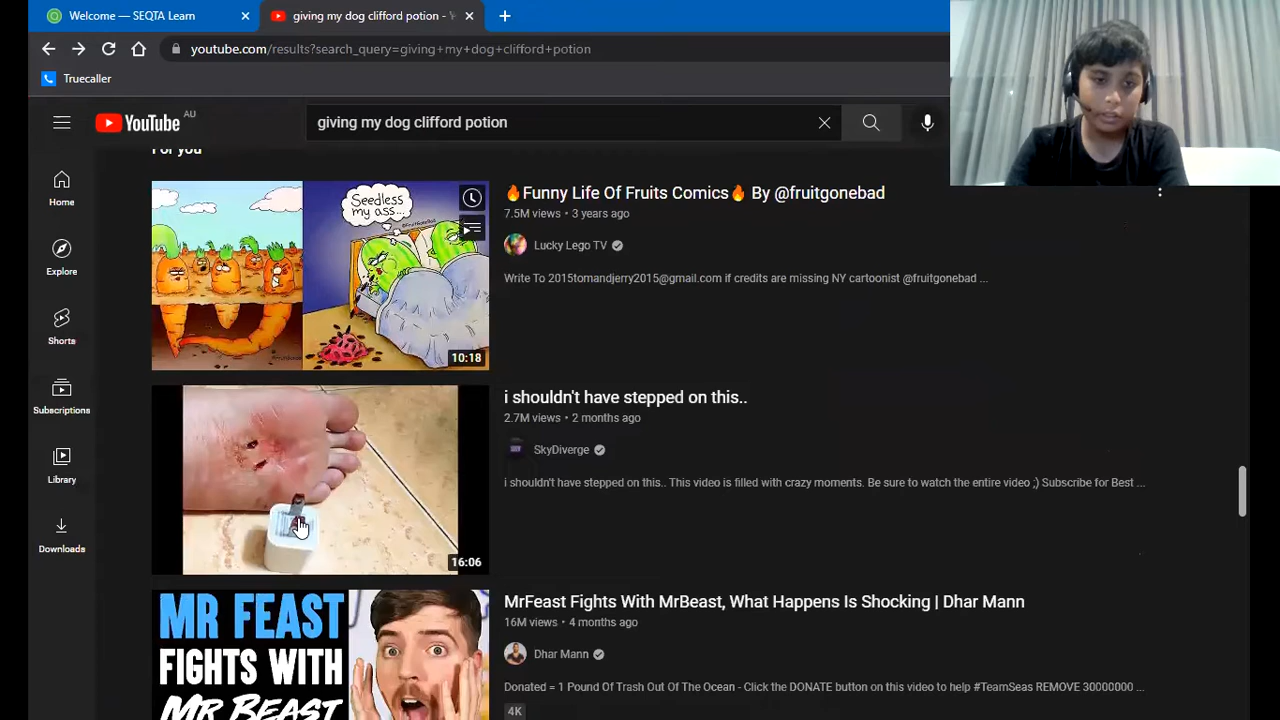 Welcome — SEQTA Learn
giving my dog clifford potion -
youtube.com/results?search_query=giving+my+dog+clifford+potion
Truecaller
YouTube AU
giving my dog clifford potion
For you
Home
Explore
Shorts
Subscriptions
Library
Downloads
Seedless
my ass...
10:18
🔥Funny Life Of Fruits Comics🔥 By @fruitgonebad
7.5M views • 3 years ago
Lucky Lego TV
Write To 2015tomandjerry2015@gmail.com if credits are missing NY cartoonist @fruitgonebad ...
16:06
i shouldn't have stepped on this..
2.7M views • 2 months ago
SkyDiverge
i shouldn't have stepped on this.. This video is filled with crazy moments. Be sure to watch the entire video ;) Subscribe for Best ...
MR FEAST
FIGHTS WITH
MR BEAST
MrFeast Fights With MrBeast, What Happens Is Shocking | Dhar Mann
16M views • 4 months ago
Dhar Mann
Donated = 1 Pound Of Trash Out Of The Ocean - Click the DONATE button on this video to help #TeamSeas REMOVE 30000000 ...
4K